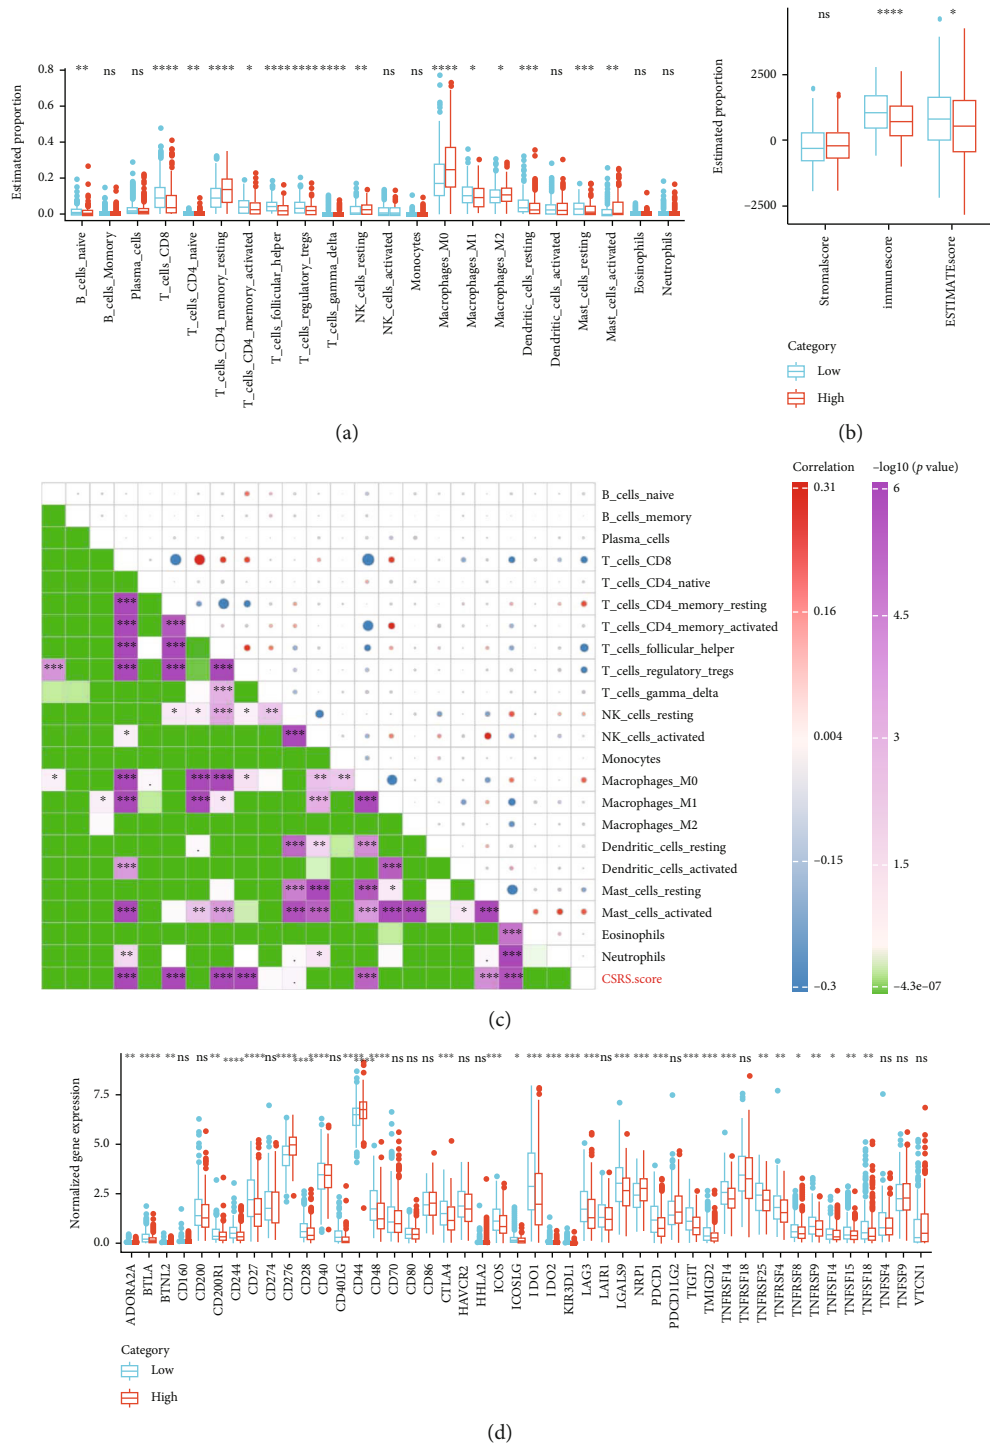 ** ns ns **** ** **** * **** **** **** ** ns ns **** * * *** ns *** ** ns ns
Estimated proportion
0.8
0.6
0.4
0.2
0.0
B_cells_naive
B_cells_Momory
Plasma_cells
T_cells_CD8
T_cells_CD4_naive
T_cells_CD4_memory_resting
T_cells_CD4_memory_activated
T_cells_follicular_helper
T_cells_regulatory_tregs
T_cells_gamma_delta
NK_cells_resting
NK_cells_activated
Monocytes
Macrophages_M0
Macrophages_M1
Macrophages_M2
Dendritic_cells_resting
Dendritic_cells_activated
Mast_cells_resting
Mast_cells_activated
Eosinophils
Neutrophils
(a)
ns **** *
Estimated proportion
2500
0
−2500
Stromalscore
immunescore
ESTIMATEscore
Category
Low
High
(b)
B_cells_naive
B_cells_memory
Plasma_cells
T_cells_CD8
T_cells_CD4_native
T_cells_CD4_memory_resting
T_cells_CD4_memory_activated
T_cells_follicular_helper
T_cells_regulatory_tregs
T_cells_gamma_delta
NK_cells_resting
NK_cells_activated
Monocytes
Macrophages_M0
Macrophages_M1
Macrophages_M2
Dendritic_cells_resting
Dendritic_cells_activated
Mast_cells_resting
Mast_cells_activated
Eosinophils
Neutrophils
CSRS.score
Correlation
0.31
0.16
0.004
−0.15
−0.3
−log10 (p value)
6
4.5
3
1.5
−4.3e−07
(c)
Normalized gene expression
7.5
5.0
2.5
0.0
ADORA2A
BTLA
BTNL2
CD160
CD200
CD200R1
CD244
CD27
CD274
CD276
CD28
CD40
CD40LG
CD44
CD48
CD70
CD80
CD86
CTLA4
HAVCR2
HHLA2
ICOS
ICOSLG
IDO1
IDO2
KIR3DL1
LAG3
LAIR1
LGALS9
NRP1
PDCD1
PDCD1LG2
TIGIT
TMIGD2
TNFRSF14
TNFRSF18
TNFRSF25
TNFRSF4
TNFRSF8
TNFRSF9
TNFSF14
TNFSF15
TNFSF18
TNFSF4
TNFSF9
VTCN1
Category
Low
High
(d)